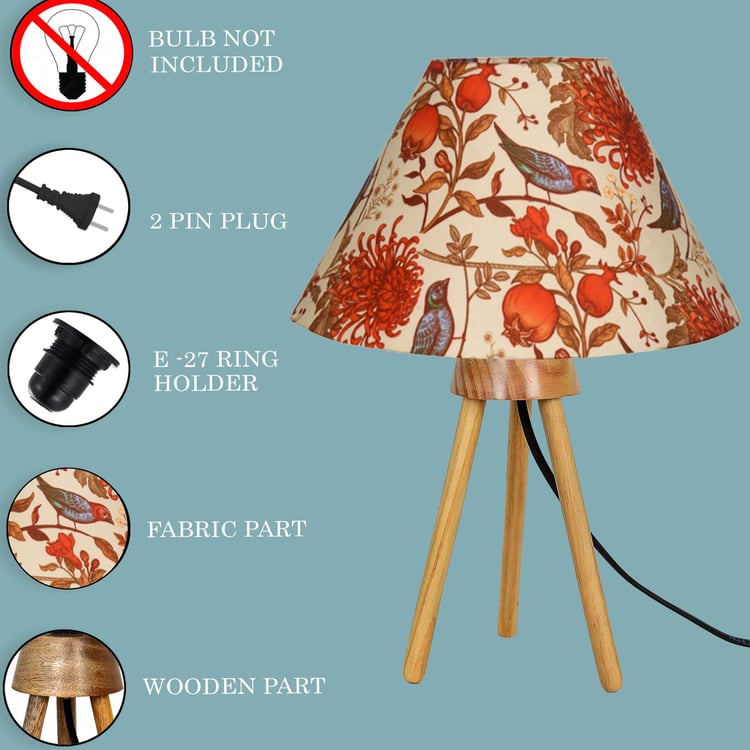 BULB NOT
INCLUDED
2 PIN PLUG
E -27 RING
HOLDER
FABRIC PART
WOODEN PART